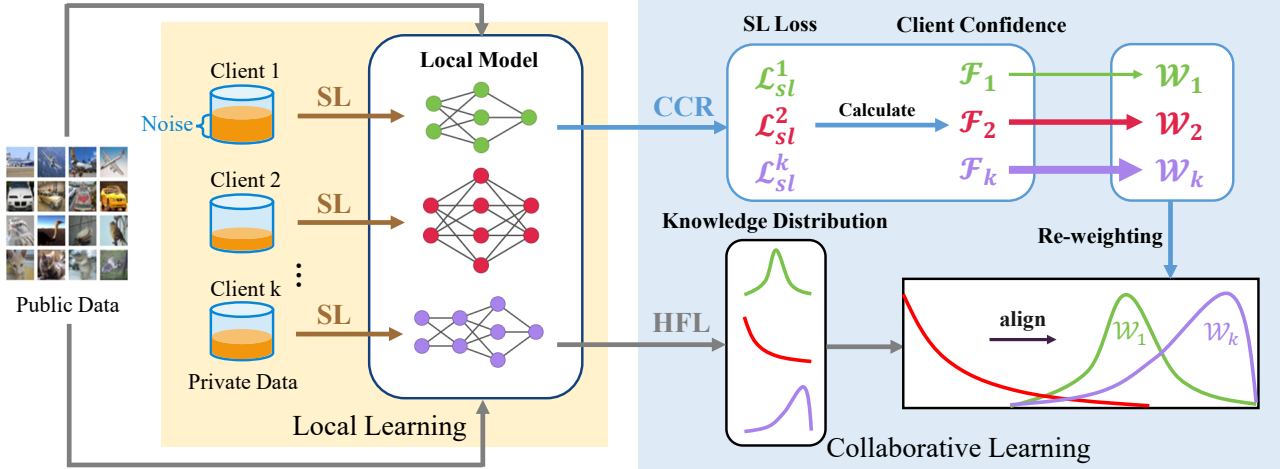 SL Loss
Client Confidence
Local Model
Client 1
SL
Noise
CCR
ℒ¹ₛₗ
ℱ₁
𝒲₁
Calculate
ℒ²ₛₗ
ℱ₂
𝒲₂
ℒᵏₛₗ
ℱₖ
𝒲ₖ
Client 2
SL
Knowledge Distribution
Re-weighting
...
Client k
SL
Public Data
HFL
align
𝒲₁
𝒲ₖ
Private Data
Local Learning
Collaborative Learning